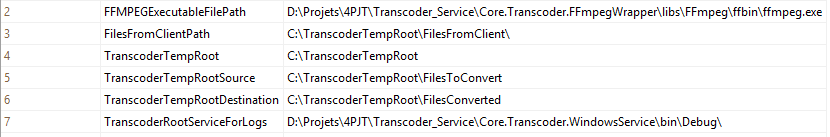 2 FFMPEGExecutableFilePath D:\Projets\4PJT\Transcoder_Service\Core.Transcoder.FFmpegWrapper\libs\FFmpeg\ffbin\ffmpeg.exe
3 FilesFromClientPath C:\TranscoderTempRoot\FilesFromClient\
4 TranscoderTempRoot C:\TranscoderTempRoot
5 TranscoderTempRootSource C:\TranscoderTempRoot\FilesToConvert
6 TranscoderTempRootDestination C:\TranscoderTempRoot\FilesConverted
7 TranscoderRootServiceForLogs D:\Projets\4PJT\Transcoder_Service\Core.Transcoder.WindowsService\bin\Debug\